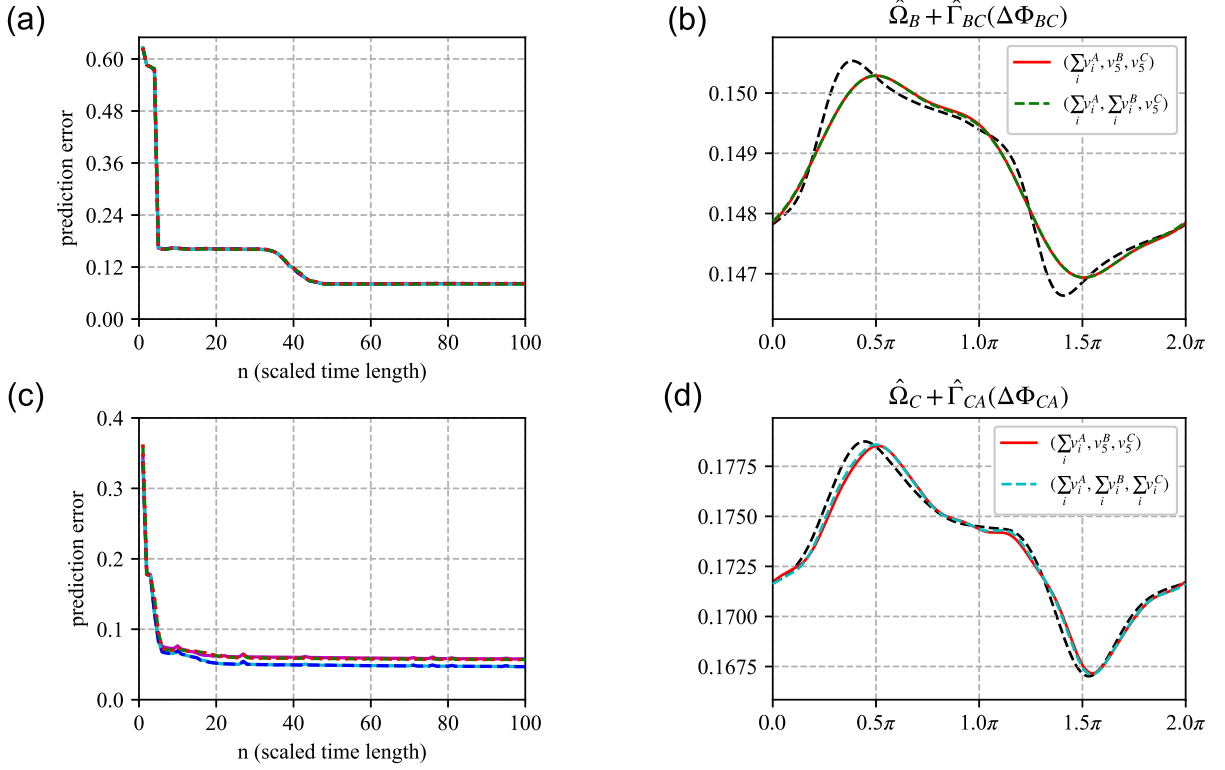 (a)
0.60
0.48
0.36
0.24
0.12
0.00
prediction error
0 20 40 60 80 100
n (scaled time length)
(b)
Ω̂_B + Γ̂_BC(ΔΦ_BC)
(∑_i v_i^A, v_5^B, v_5^C)
(∑_i v_i^A, ∑_i v_i^B, v_5^C)
0.150
0.149
0.148
0.147
0.0 0.5π 1.0π 1.5π 2.0π
(c)
0.4
0.3
0.2
0.1
0.0
prediction error
0 20 40 60 80 100
n (scaled time length)
(d)
Ω̂_C + Γ̂_CA(ΔΦ_CA)
(∑_i v_i^A, v_5^B, v_5^C)
(∑_i v_i^A, ∑_i v_i^B, ∑_i v_i^C)
0.1775
0.1750
0.1725
0.1700
0.1675
0.0 0.5π 1.0π 1.5π 2.0π